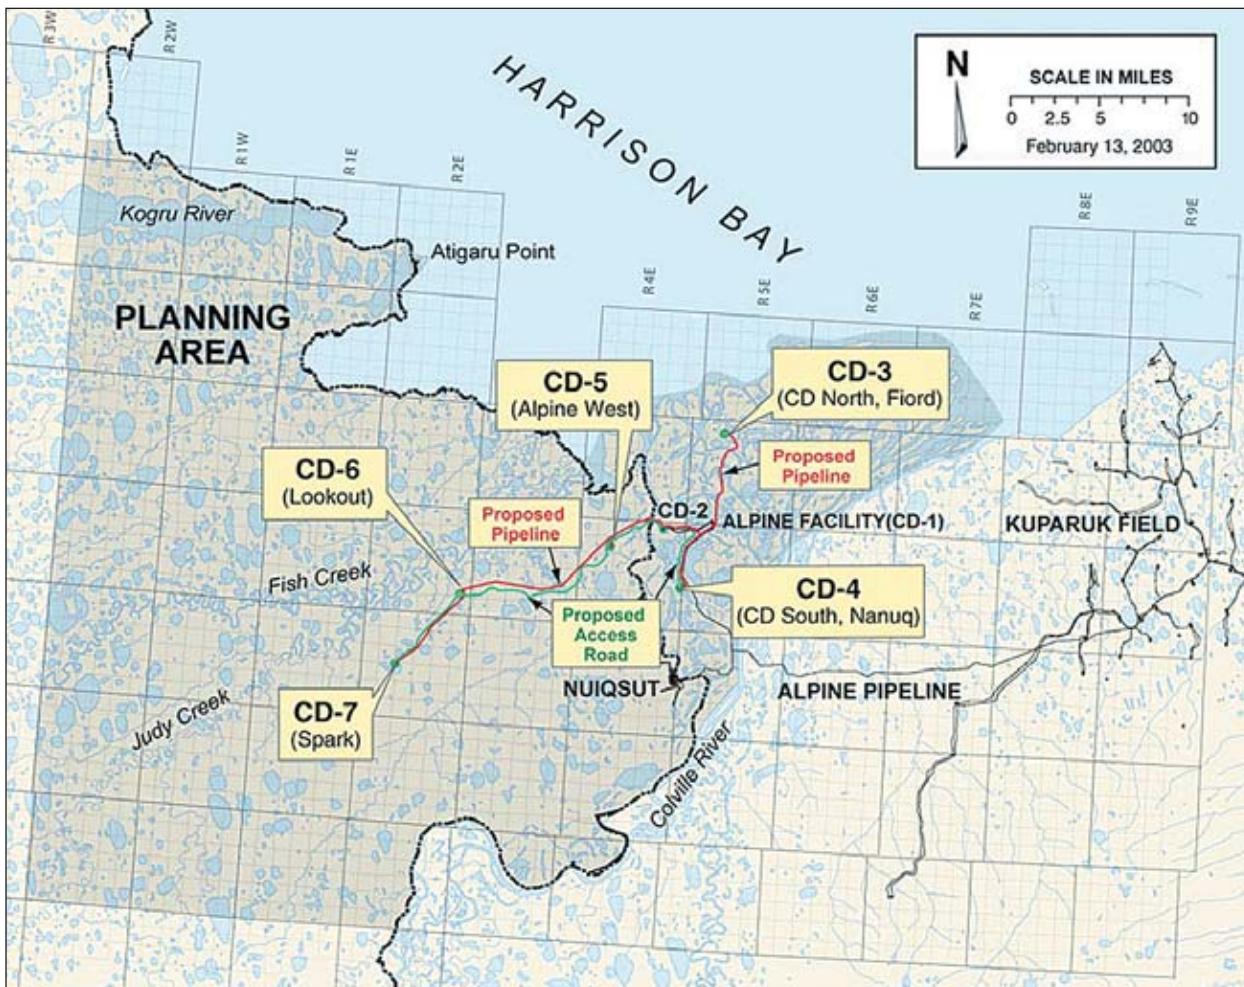 R3W
R2W
R1W
R1E
R2E
HARRISON BAY
N
SCALE IN MILES
0 2.5 5 10
February 13, 2003
Kogru River
Atigaru Point
PLANNING
AREA
R4E
R5E
R6E
R7E
R8E
R9E
CD-5
(Alpine West)
CD-3
(CD North, Fiord)
CD-6
(Lookout)
Proposed
Pipeline
Proposed
Pipeline
CD-2
ALPINE FACILITY(CD-1)
KUPARUK FIELD
Fish Creek
CD-4
(CD South, Nanuq)
Proposed
Access
Road
NUIQSUT
ALPINE PIPELINE
CD-7
(Spark)
Judy Creek
Colville River